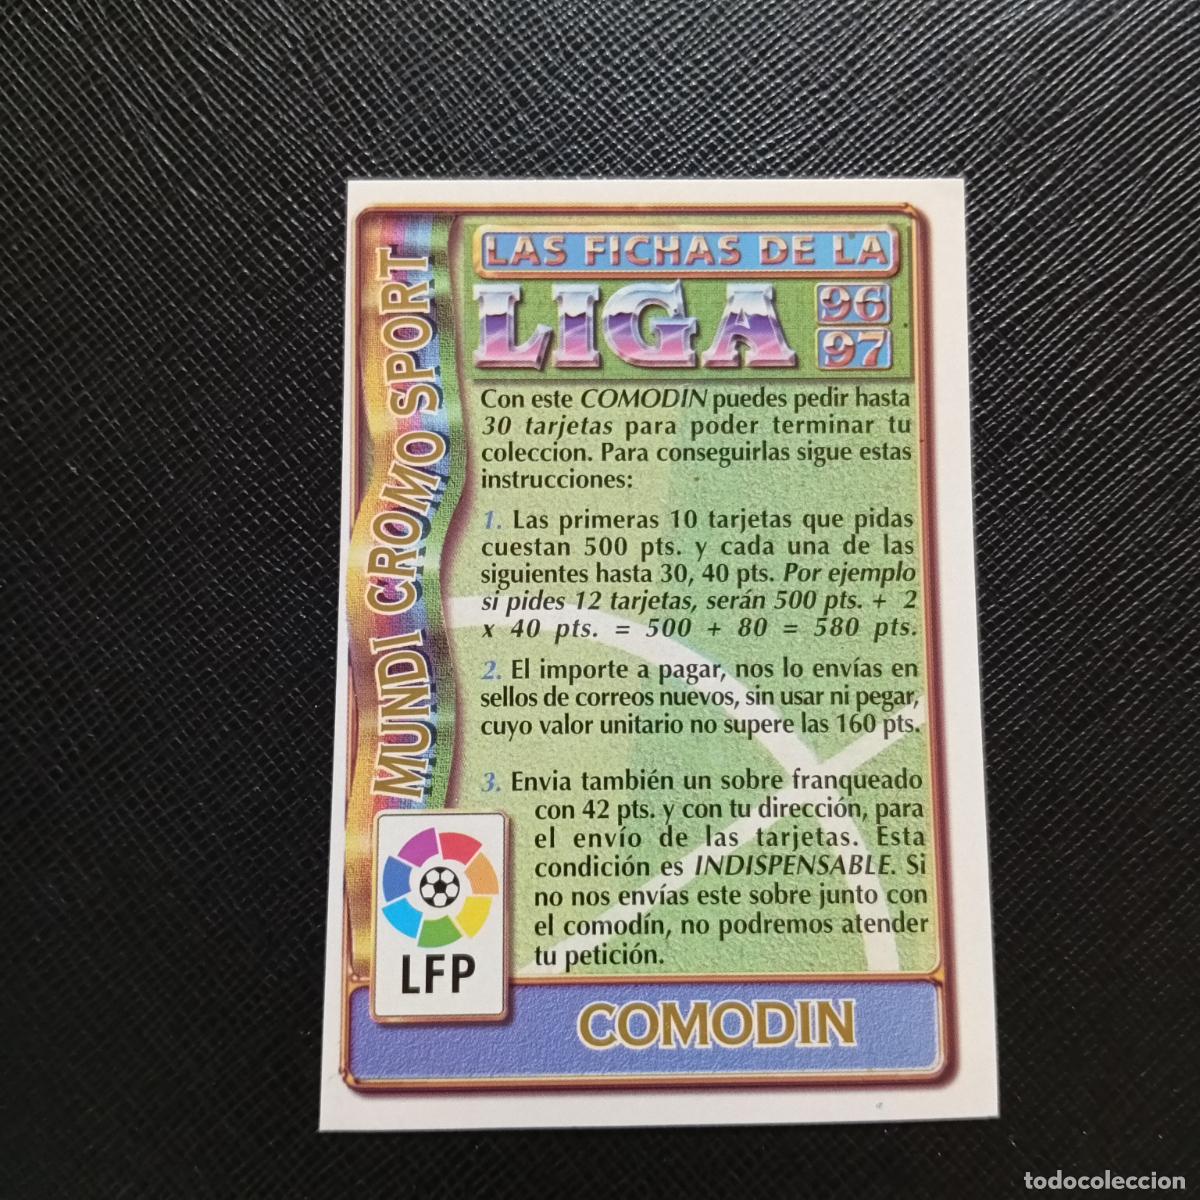 LAS FICHAS DE LA
LIGA
96
97
MUNDI CROMO SPORT
Con este COMODÍN puedes pedir hasta
30 tarjetas para poder terminar tu
coleccion. Para conseguirlas sigue estas
instrucciones:
1. Las primeras 10 tarjetas que pidas
cuestan 500 pts. y cada una de las
siguientes hasta 30, 40 pts. Por ejemplo
si pides 12 tarjetas, serán 500 pts. + 2
x 40 pts. = 500 + 80 = 580 pts.
2. El importe a pagar, nos lo envías en
sellos de correos nuevos, sin usar ni pegar,
cuyo valor unitario no supere las 160 pts.
3. Envia también un sobre franqueado
con 42 pts. y con tu dirección, para
el envío de las tarjetas. Esta
condición es INDISPENSABLE. Si
no nos envías este sobre junto con
el comodín, no podremos atender
tu petición.
LFP
COMODIN
todocoleccion